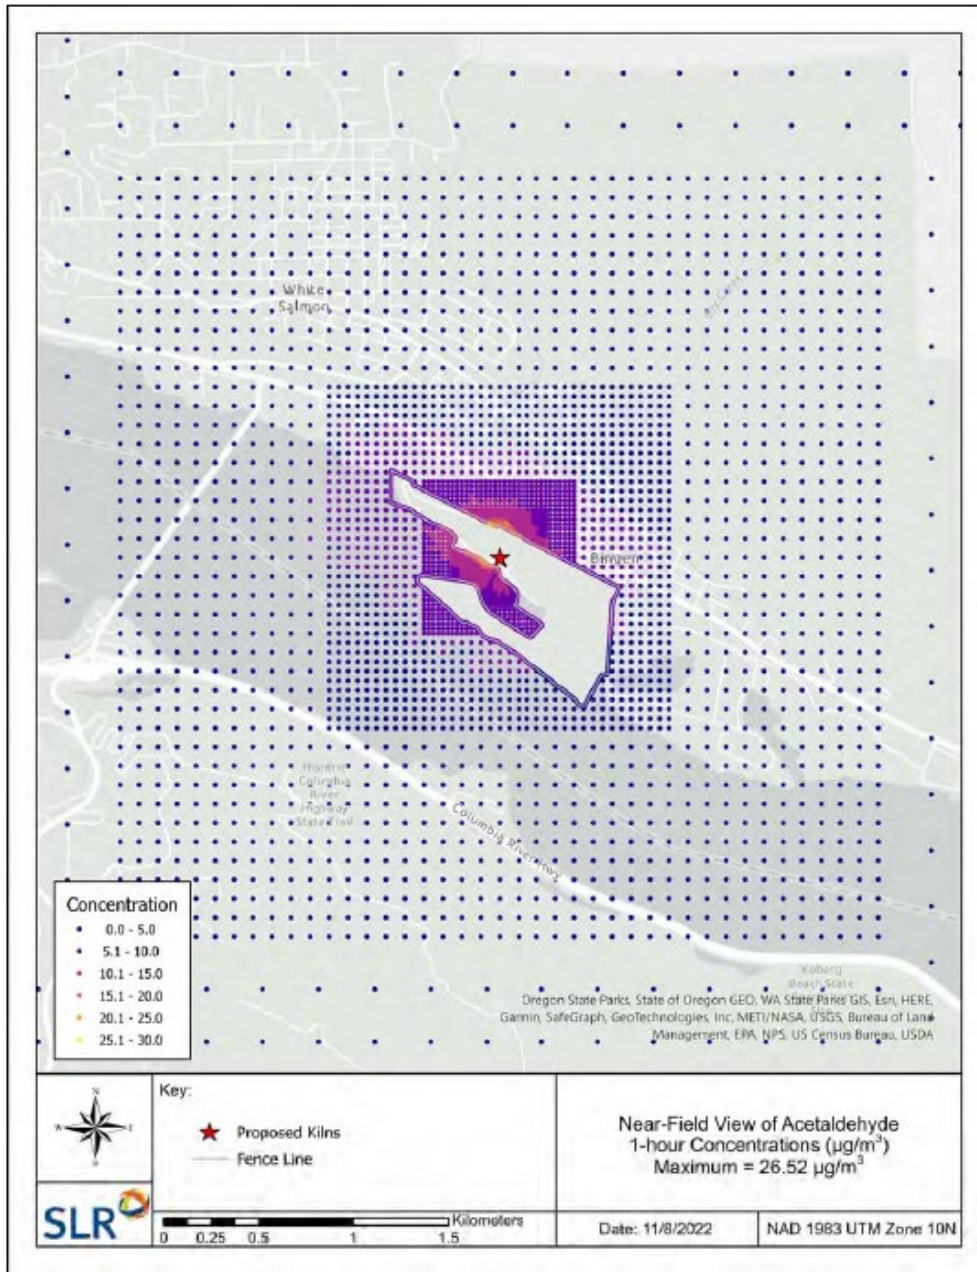 White
Salmon
Bingen
Historic
Columbia
River
Highway
State Trail
Columbia River Hwy
Koberg
Beach State
Concentration
0.0 - 5.0
5.1 - 10.0
10.1 - 15.0
15.1 - 20.0
20.1 - 25.0
25.1 - 30.0
Oregon State Parks, State of Oregon GEO, WA State Parks GIS, Esri, HERE,
Garmin, SafeGraph, GeoTechnologies, Inc, METI/NASA, USGS, Bureau of Land
Management, EPA, NPS, US Census Bureau, USDA
N
E
S
W
Key:
Proposed Kilns
Fence Line
SLR
Kilometers
0 0.25 0.5 1 1.5
Near-Field View of Acetaldehyde
1-hour Concentrations (µg/m³)
Maximum = 26.52 µg/m³
Date: 11/8/2022
NAD 1983 UTM Zone 10N